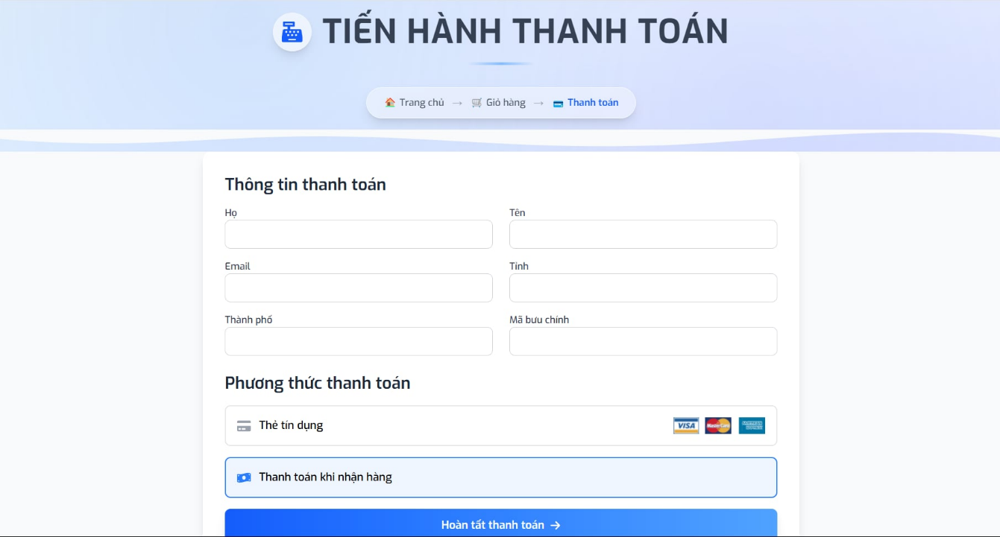 TIẾN HÀNH THANH TOÁN
Trang chủ → Giỏ hàng → Thanh toán
Thông tin thanh toán
Họ Tên
Email Tỉnh
Thành phố Mã bưu chính
Phương thức thanh toán
Thẻ tín dụng VISA MasterCard AMERICAN EXPRESS
Thanh toán khi nhận hàng
Hoàn tất thanh toán →